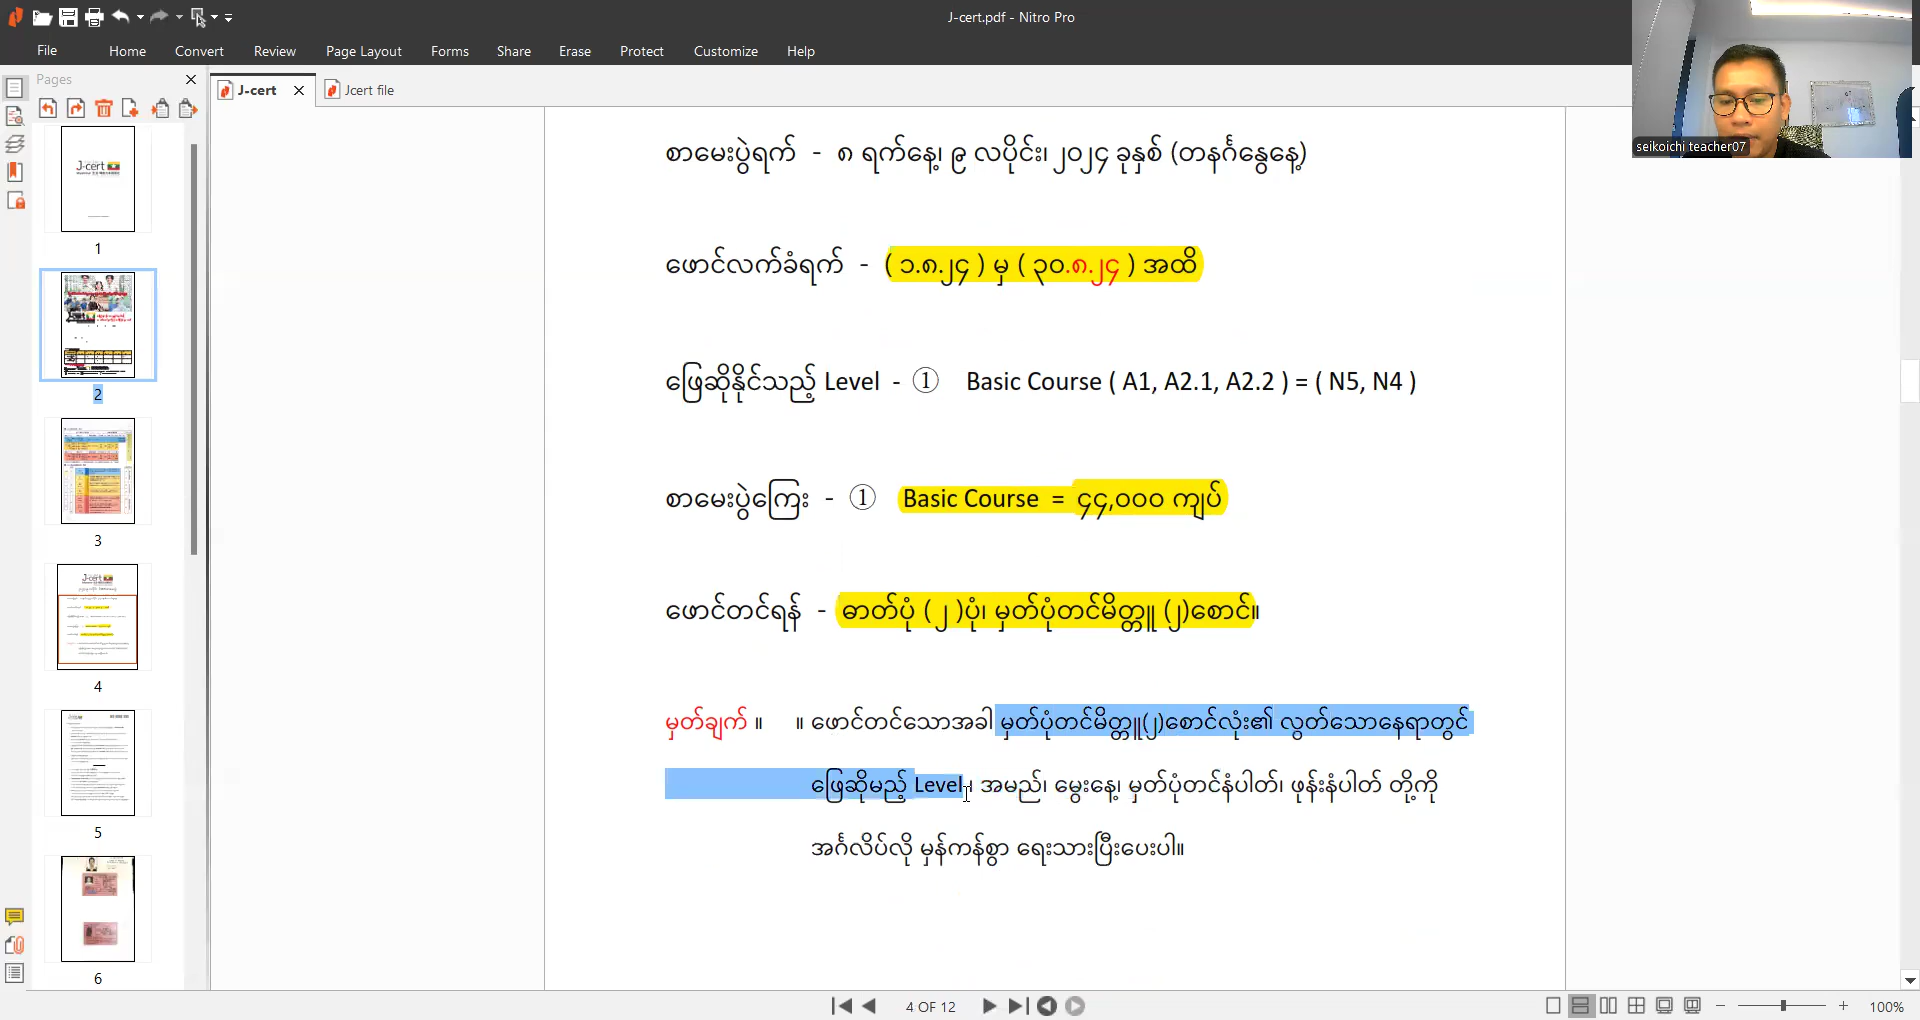 J-cert.pdf - Nitro Pro
File Home Convert Review Page Layout Forms Share Erase Protect Customize Help
Pages
J-cert
Jcert file
seikoichi teacher07
စာမေးပွဲရက် - ၈ ရက်နေ့၊ ၉ လပိုင်း၊ ၂၀၂၄ ခုနှစ် (တနင်္ဂနွေနေ့)
ဖောင်လက်ခံရက် - ( ၁.၈.၂၄ ) မှ ( ၃၀.၈.၂၄ ) အထိ
ဖြေဆိုနိုင်သည့် Level - ① Basic Course ( A1, A2.1, A2.2 ) = ( N5, N4 )
စာမေးပွဲကြေး - ① Basic Course = ၄၄,၀၀၀ ကျပ်
ဖောင်တင်ရန် - ဓာတ်ပုံ (၂ )ပုံ၊ မှတ်ပုံတင်မိတ္တူ (၂)စောင်။
မှတ်ချက် ။ ။ ဖောင်တင်သောအခါ မှတ်ပုံတင်မိတ္တူ(၂)စောင်လုံး၏ လွတ်သောနေရာတွင်
ဖြေဆိုမည့် Level၊ အမည်၊ မွေးနေ့၊ မှတ်ပုံတင်နံပါတ်၊ ဖုန်းနံပါတ် တို့ကို
အင်္ဂလိပ်လို မှန်ကန်စွာ ရေးသားပြီးပေးပါ။
J-cert
1
2
3
J-cert
4
5
6
4 OF 12
100%